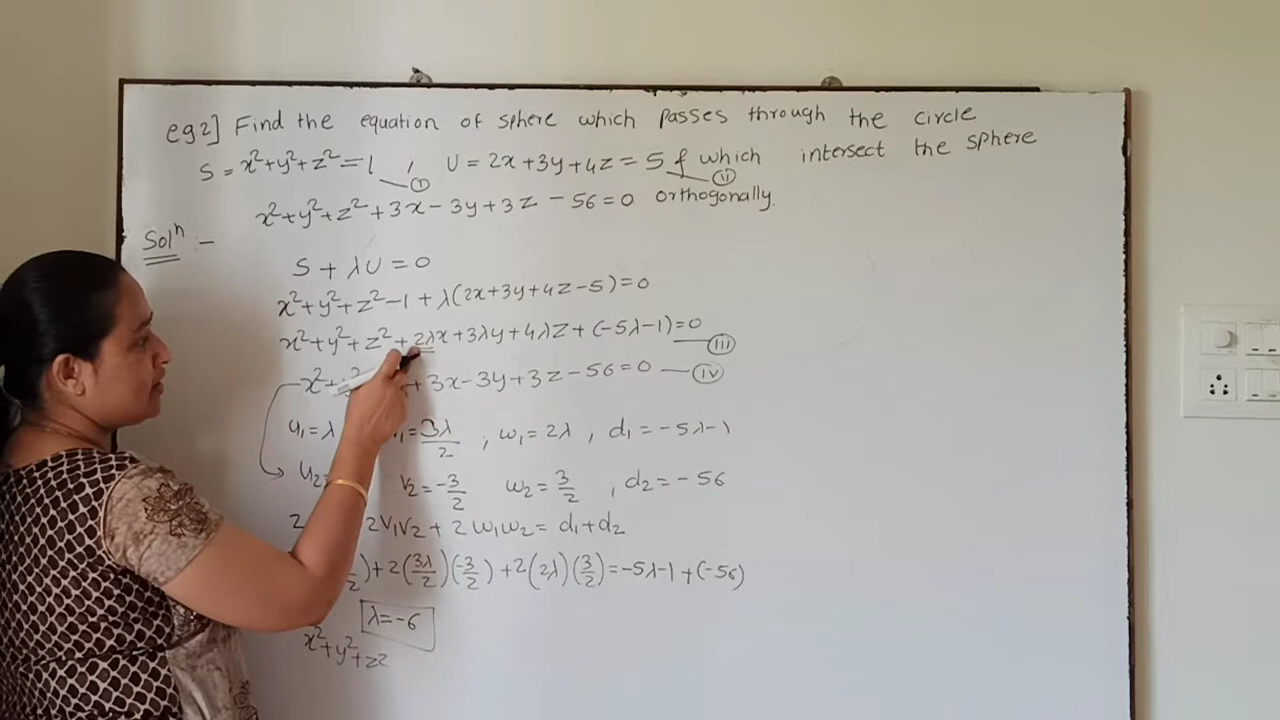 eg 2] Find the equation of sphere which passes through the circle
S = x²+y²+z² = 1 —① , U = 2x+3y+4z = 5 —ⅱ & which intersect the sphere
x²+y²+z²+3x-3y+3z-56=0 orthogonally.
Solⁿ :-
S + λU = 0
x²+y²+z²-1 + λ(2x+3y+4z-5)=0
x²+y²+z²+2λx+3λy+4λz+(-5λ-1)=0 —ⅲ
x²+ +3x-3y+3z-56=0 —ⅳ
u₁=λ =3λ/2 ; w₁=2λ , d₁=-5λ-1
u₂= v₂=-3/2 w₂=3/2 , d₂=-56
2 2v₁v₂+2w₁w₂=d₁+d₂
)+2(3λ/2)(-3/2)+2(2λ)(3/2)=-5λ-1+(-56)
λ=-6
x²+y²+z²